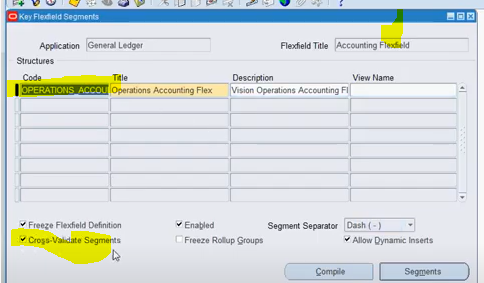 Key Flexfield Segments
Application General Ledger Flexfield Title Accounting Flexfield
Structures
Code Title Description View Name
OPERATIONS_ACCOU Operations Accounting Flex Vision Operations Accounting Fl
Freeze Flexfield Definition Enabled Segment Separator Dash ( - )
Cross-Validate Segments Freeze Rollup Groups Allow Dynamic Inserts
Compile Segments